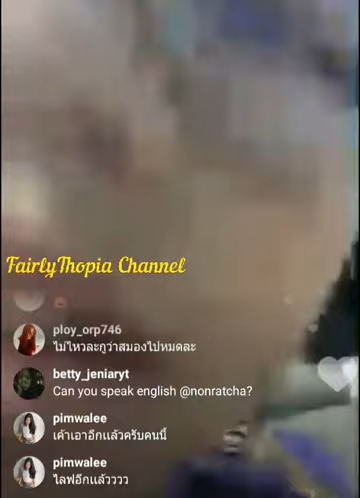 FairlyThopia Channel
ploy_orp746
ไม่ไหวละกูว่าสมองไปหมดละ
betty_jeniaryt
Can you speak english @nonratcha?
pimwalee
เค้าเอาอีกแล้วครับคนนี้
pimwalee
ไลฟอีกแล้วววว